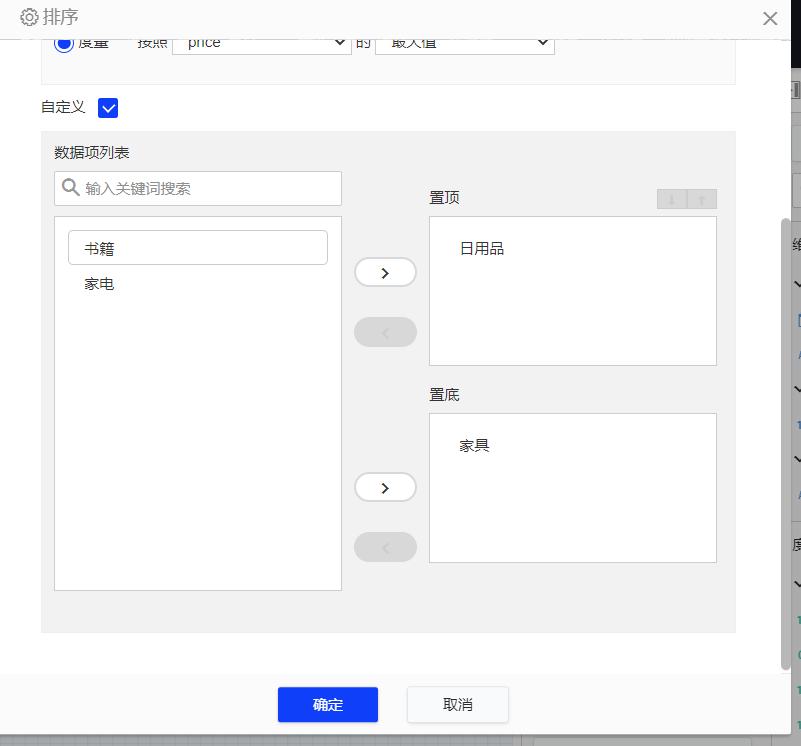 排序
度量 按照 price 的 最大值
自定义
数据项列表
输入关键词搜索
置顶
书籍
日用品
家电
置底
家具
确定 取消